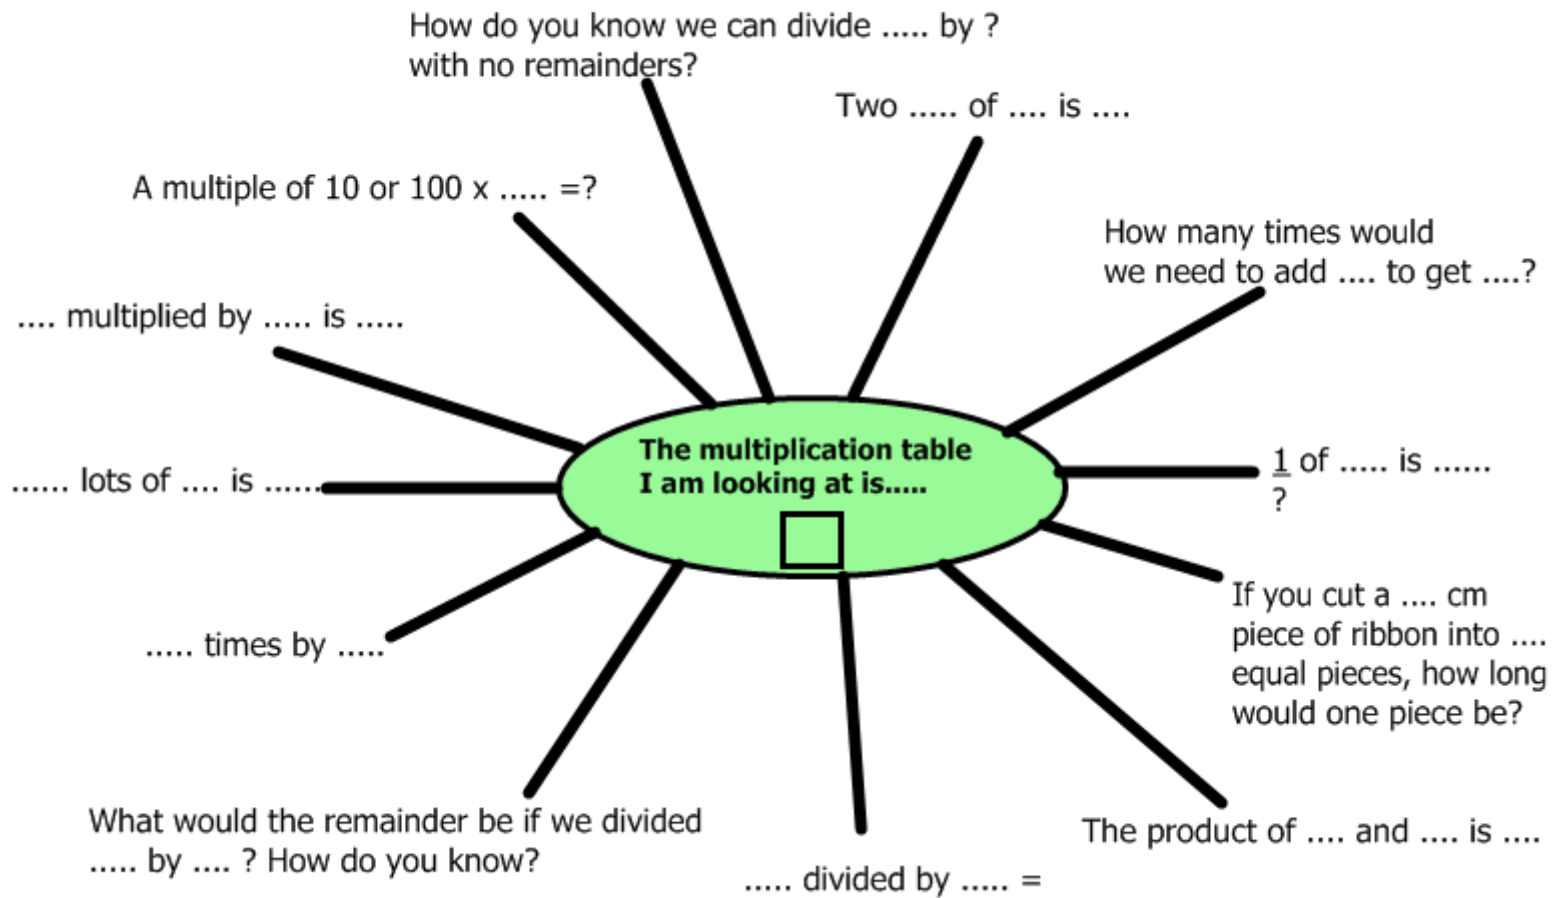 How do you know we can divide ..... by ?
with no remainders?
Two ..... of .... is ....
A multiple of 10 or 100 x ..... =?
How many times would
we need to add .... to get ....?
.... multiplied by ..... is .....
The multiplication table
I am looking at is.....
1 of ..... is ......
?
...... lots of .... is ......
If you cut a .... cm
piece of ribbon into ....
equal pieces, how long
would one piece be?
..... times by .....
What would the remainder be if we divided
..... by .... ? How do you know?
The product of .... and .... is ....
..... divided by ..... =